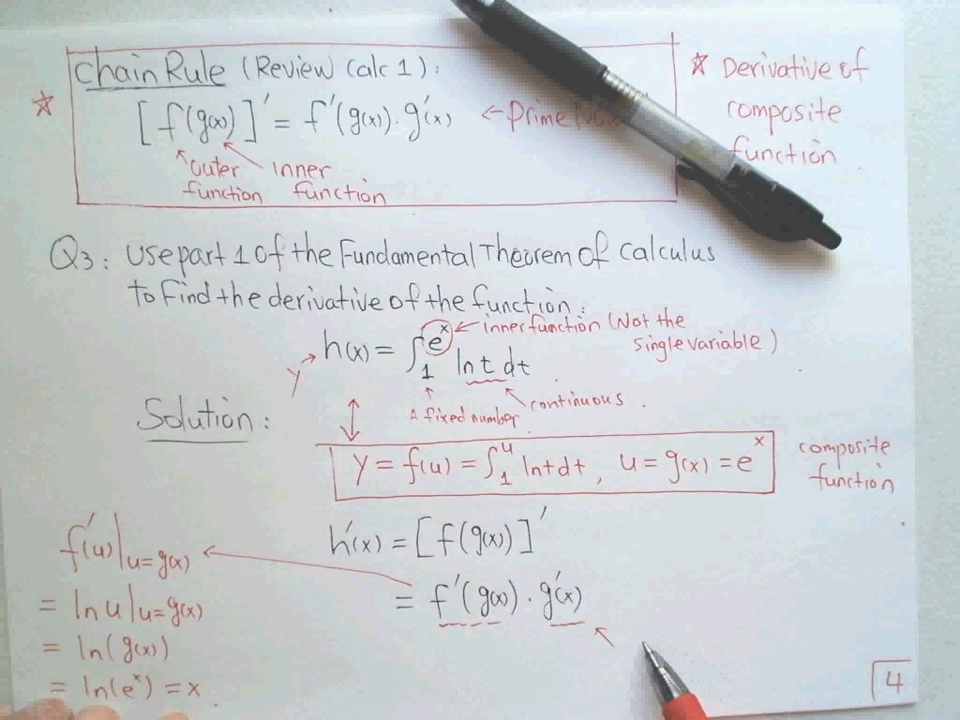 Chain Rule (Review Calc 1):
☆ [f(g(x))]' = f'(g(x)) · g'(x) ← Prime
outer function
inner function
☆ Derivative of
composite
function
Q3: Use part 1 of the Fundamental Theorem of Calculus
to find the derivative of the function:
y → h(x) = ∫₁^(e^x) ln t dt
← inner function (Not the
single variable)
A fixed number
continuous.
Solution:
y = f(u) = ∫₁^u ln t dt, u = g(x) = e^x
composite
function
h'(x) = [f(g(x))]'
= f'(g(x)) · g'(x)
f'(u)|u=g(x)
= ln u|u=g(x)
= ln(g(x))
= ln(e^x) = x
4